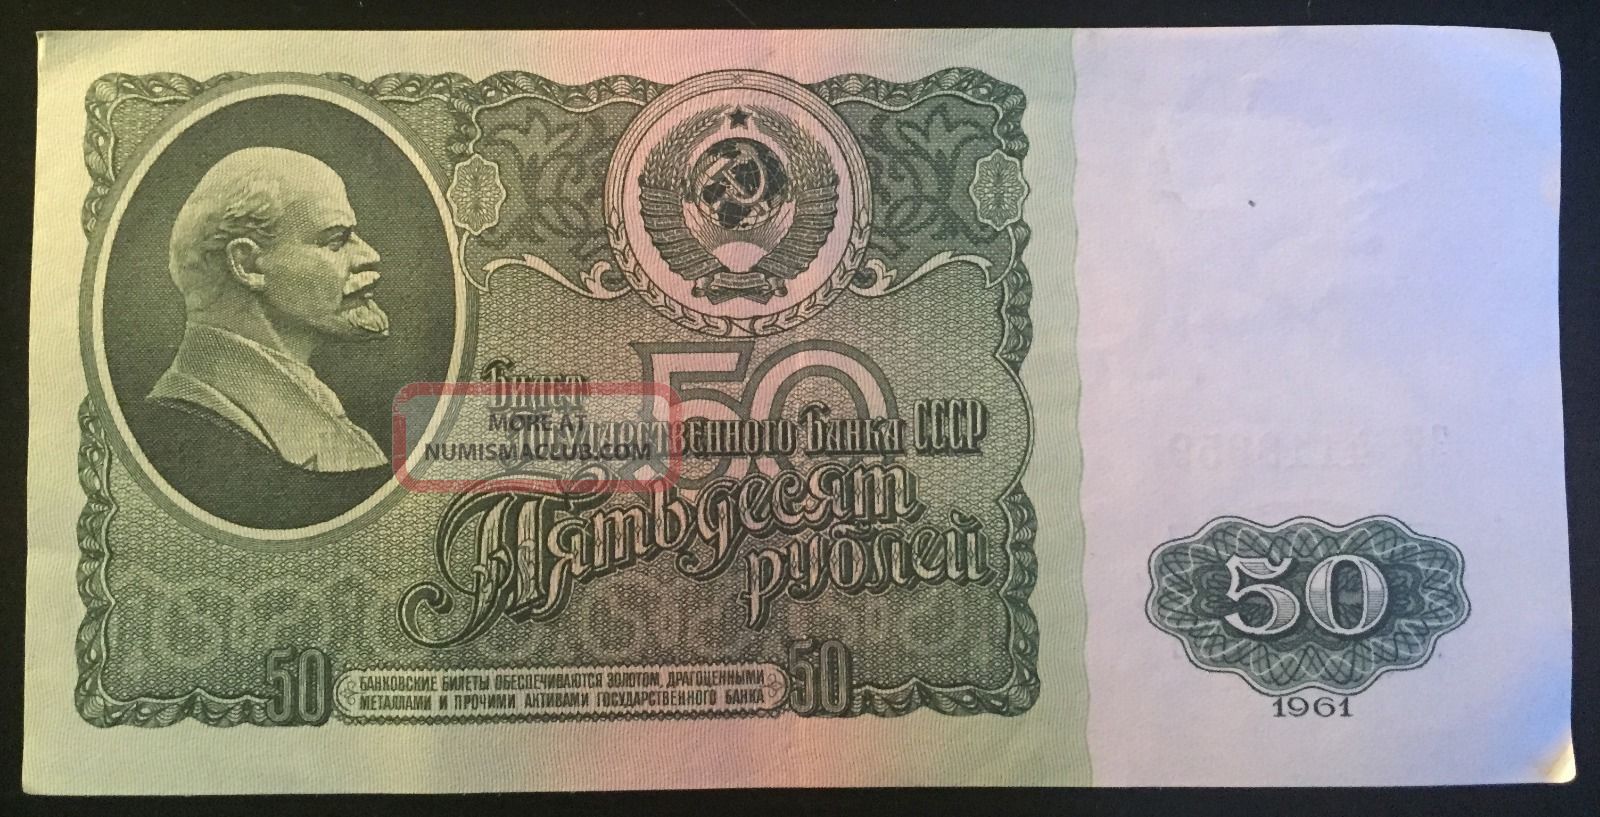 Билет
Государственного Банка СССР
50
Пятьдесят
рублей
50
БАНКОВСКИЕ БИЛЕТЫ ОБЕСПЕЧИВАЮТСЯ ЗОЛОТОМ, ДРАГОЦЕННЫМИ
МЕТАЛЛАМИ И ПРОЧИМИ АКТИВАМИ ГОСУДАРСТВЕННОГО БАНКА
50
50
1961
MORE AT
NUMISMACLUB.COM